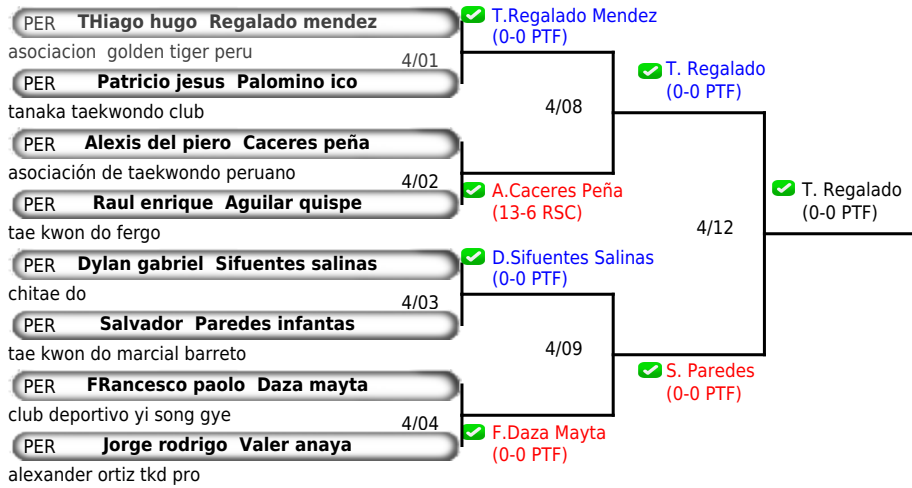 PER THiago hugo Regalado mendez
asociacion golden tiger peru
4/01
PER Patricio jesus Palomino ico
tanaka taekwondo club
PER Alexis del piero Caceres peña
asociación de taekwondo peruano
4/02
PER Raul enrique Aguilar quispe
tae kwon do fergo
PER Dylan gabriel Sifuentes salinas
chitae do
4/03
PER Salvador Paredes infantas
tae kwon do marcial barreto
PER FRancesco paolo Daza mayta
club deportivo yi song gye
4/04
PER Jorge rodrigo Valer anaya
alexander ortiz tkd pro
T.Regalado Mendez
(0-0 PTF)
4/08
A.Caceres Peña
(13-6 RSC)
D.Sifuentes Salinas
(0-0 PTF)
4/09
F.Daza Mayta
(0-0 PTF)
T. Regalado
(0-0 PTF)
4/12
S. Paredes
(0-0 PTF)
T. Regalado
(0-0 PTF)